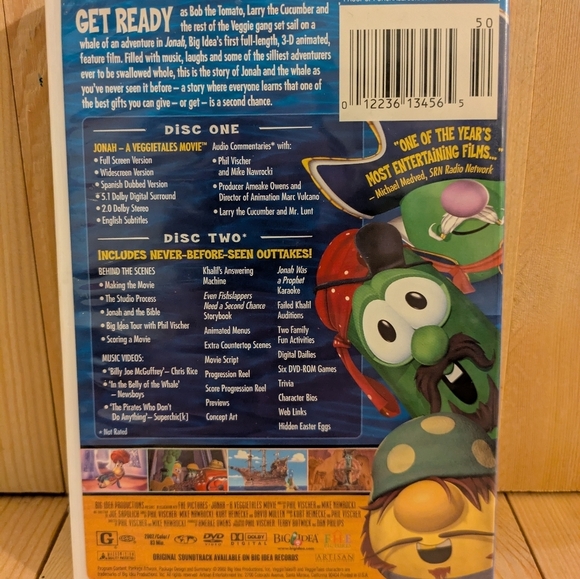 GET READY as Bob the Tomato, Larry the Cucumber and
the rest of the Veggie gang set sail on a
whale of an adventure in Jonah, Big Idea's first full-length, 3-D animated,
feature film. Filled with music, laughs and some of the silliest adventurers
ever to be swallowed whole, this is the story of Jonah and the whale as
you've never seen it before – a story where everyone learns that one of
the best gifts you can give – or get – is a second chance.
50
0 12236 13456 5
"ONE OF THE YEAR'S
MOST ENTERTAINING FILMS..."
– Michael Medved, SRN Radio Network
DISC ONE
JONAH – A VEGGIETALES MOVIE™
• Full Screen Version
• Widescreen Version
• Spanish Dubbed Version
• 5.1 Dolby Digital Surround
• 2.0 Dolby Stereo
• English Subtitles
Audio Commentaries* with:
• Phil Vischer
and Mike Nawrocki
• Producer Ameake Owens and
Director of Animation Marc Vulcano
• Larry the Cucumber and Mr. Lunt
DISC TWO*
INCLUDES NEVER-BEFORE-SEEN OUTTAKES!
BEHIND THE SCENES
• Making the Movie
• The Studio Process
• Jonah and the Bible
• Big Idea Tour with Phil Vischer
• Scoring a Movie
MUSIC VIDEOS:
• 'Billy Joe McGuffrey' – Chris Rice
• 'In the Belly of the Whale'
– Newsboys
• 'The Pirates Who Don't
Do Anything' – Superchic[k]
* Not Rated
Khalil's Answering
Machine
Even Fishslappers
Need a Second Chance
Storybook
Animated Menus
Extra Countertop Scenes
Movie Script
Progression Reel
Score Progression Reel
Previews
Concept Art
Jonah Was
a Prophet
Karaoke
Failed Khalil
Auditions
Two Family
Fun Activities
Digital Dailies
Six DVD-ROM Games
Trivia
Character Bios
Web Links
Hidden Easter Eggs
G
DVD VIDEO
DOLBY DIGITAL
BIG IDEA
ARTISAN
ORIGINAL SOUNDTRACK AVAILABLE ON BIG IDEA RECORDS